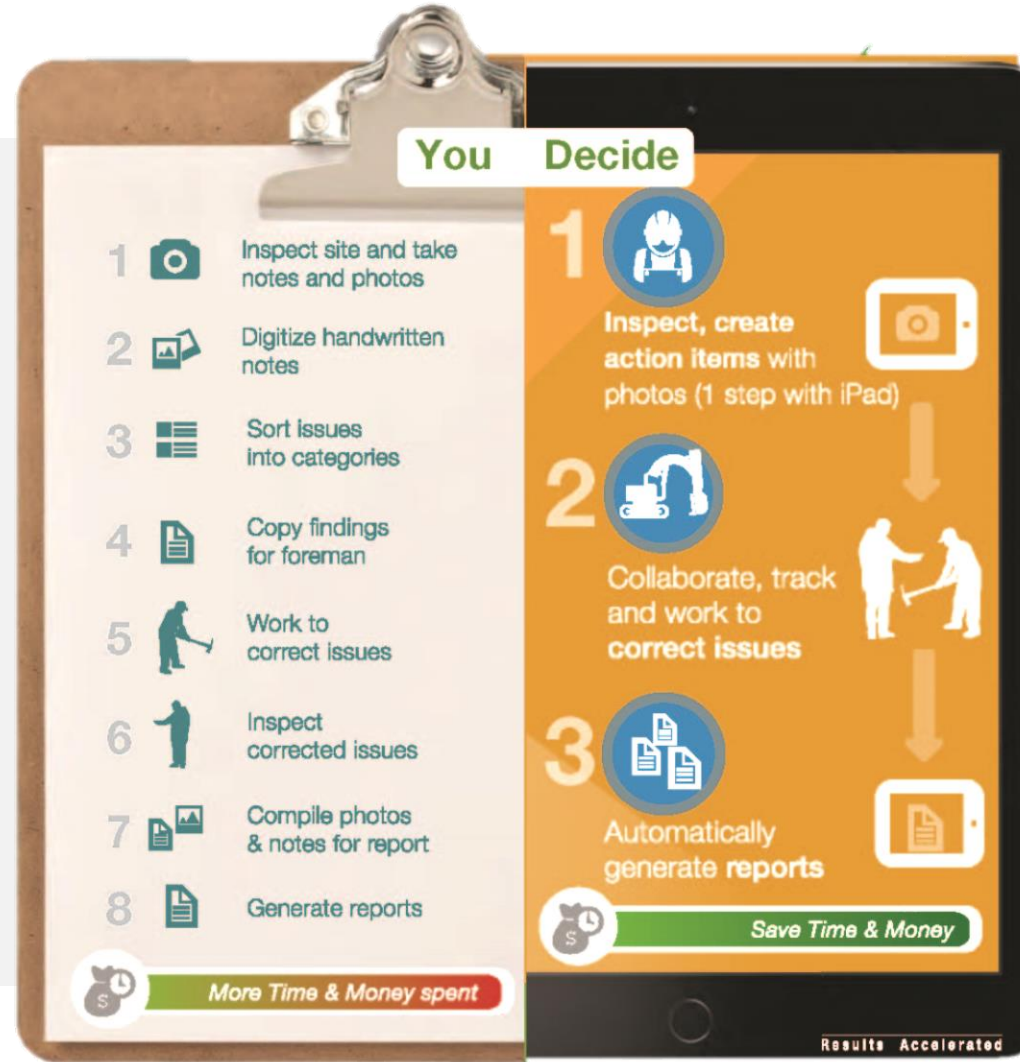 You Decide
1
Inspect site and take
notes and photos
2
Digitize handwritten
notes
3
Sort issues
into categories
4
Copy findings
for foreman
5
Work to
correct issues
6
Inspect
corrected issues
7
Compile photos
& notes for report
8
Generate reports
More Time & Money spent
1
Inspect, create
action items with
photos (1 step with iPad)
2
Collaborate, track
and work to
correct issues
3
Automatically
generate reports
Save Time & Money
Results Accelerated